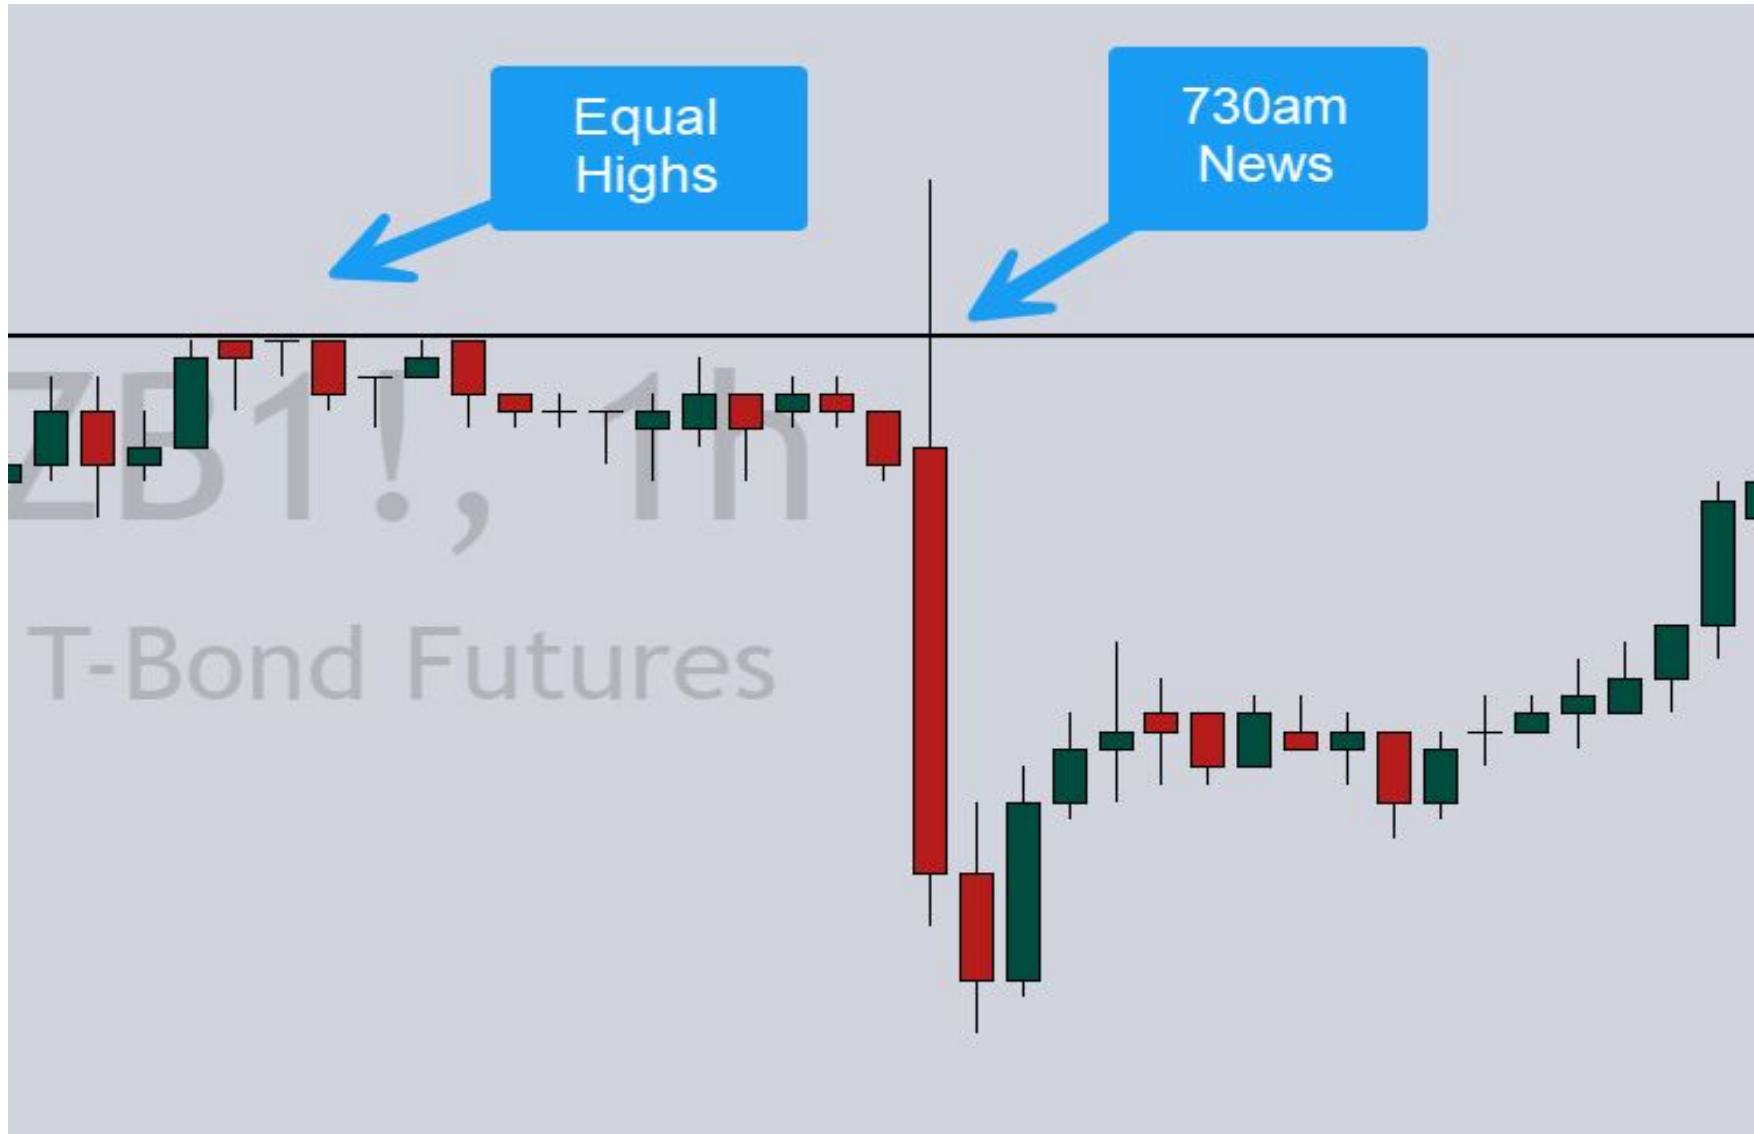 Equal
Highs
730am
News
ZB1!, 1h
T-Bond Futures